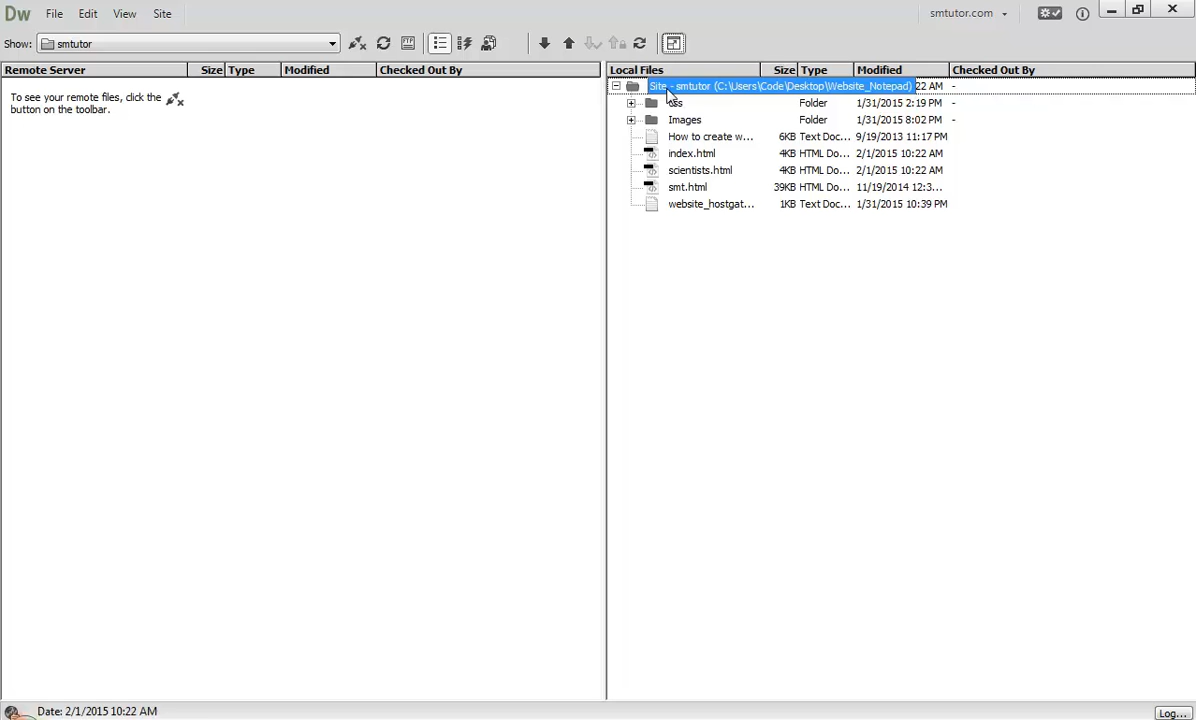 Dw File Edit View Site smtutor.com
Show: smtutor
Remote Server Size Type Modified Checked Out By
To see your remote files, click the
button on the toolbar.
Local Files Size Type Modified Checked Out By
Site - smtutor (C:\Users\Code\Desktop\Website_Notepad) 22 AM -
Folder 1/31/2015 2:19 PM -
Images Folder 1/31/2015 8:02 PM -
How to create w... 6KB Text Doc... 9/19/2013 11:17 PM
index.html 4KB HTML Do... 2/1/2015 10:22 AM
scientists.html 4KB HTML Do... 2/1/2015 10:22 AM
smt.html 39KB HTML Do... 11/19/2014 12:3...
website_hostgat... 1KB Text Doc... 1/31/2015 10:39 PM
Date: 2/1/2015 10:22 AM
Log...